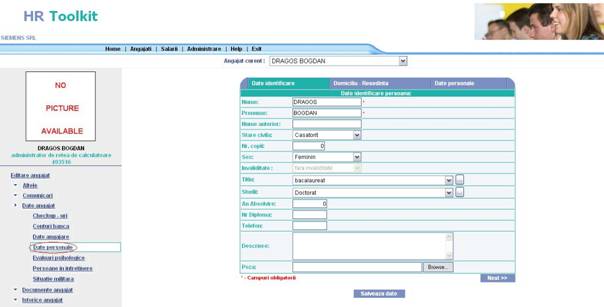 HR Toolkit
SIEMENS SRL
Home | Angajati | Salarii | Administrare | Help | Exit
Angajat curent : DRAGOS BOGDAN
NO
PICTURE
AVAILABLE
DRAGOS BOGDAN
administrator de retea de calculatoare
403516
Editare angajat
Altele
Comunicari
Date angajat
Checkup - uri
Conturi banca
Date angajare
Date personale
Evaluari psihologice
Persoane in intretinere
Situatie militara
Documente angajat
Istoric angajat
Date identificare Domiciliu - Resedinta Date personale
Date identificare persoana:
Nume: DRAGOS *
Prenume: BOGDAN *
Nume anterior:
Stare civila: Casatorit
Nr. copii: 0
Sex: Feminin
Invaliditate : fara invaliditate
Titlu: bacalaureat
Studii: Doctorat
An Absolvire: 0
Nr Diploma:
Telefon:
Descriere:
Poza: Browse...
* - Campuri obligatorii Next >>
Salveaza date